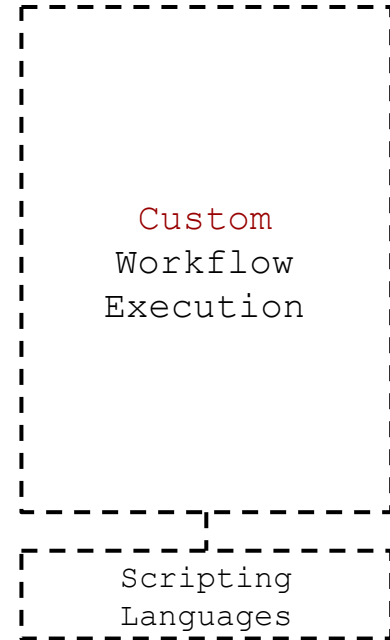 Custom
Workflow
Execution
Scripting
Languages